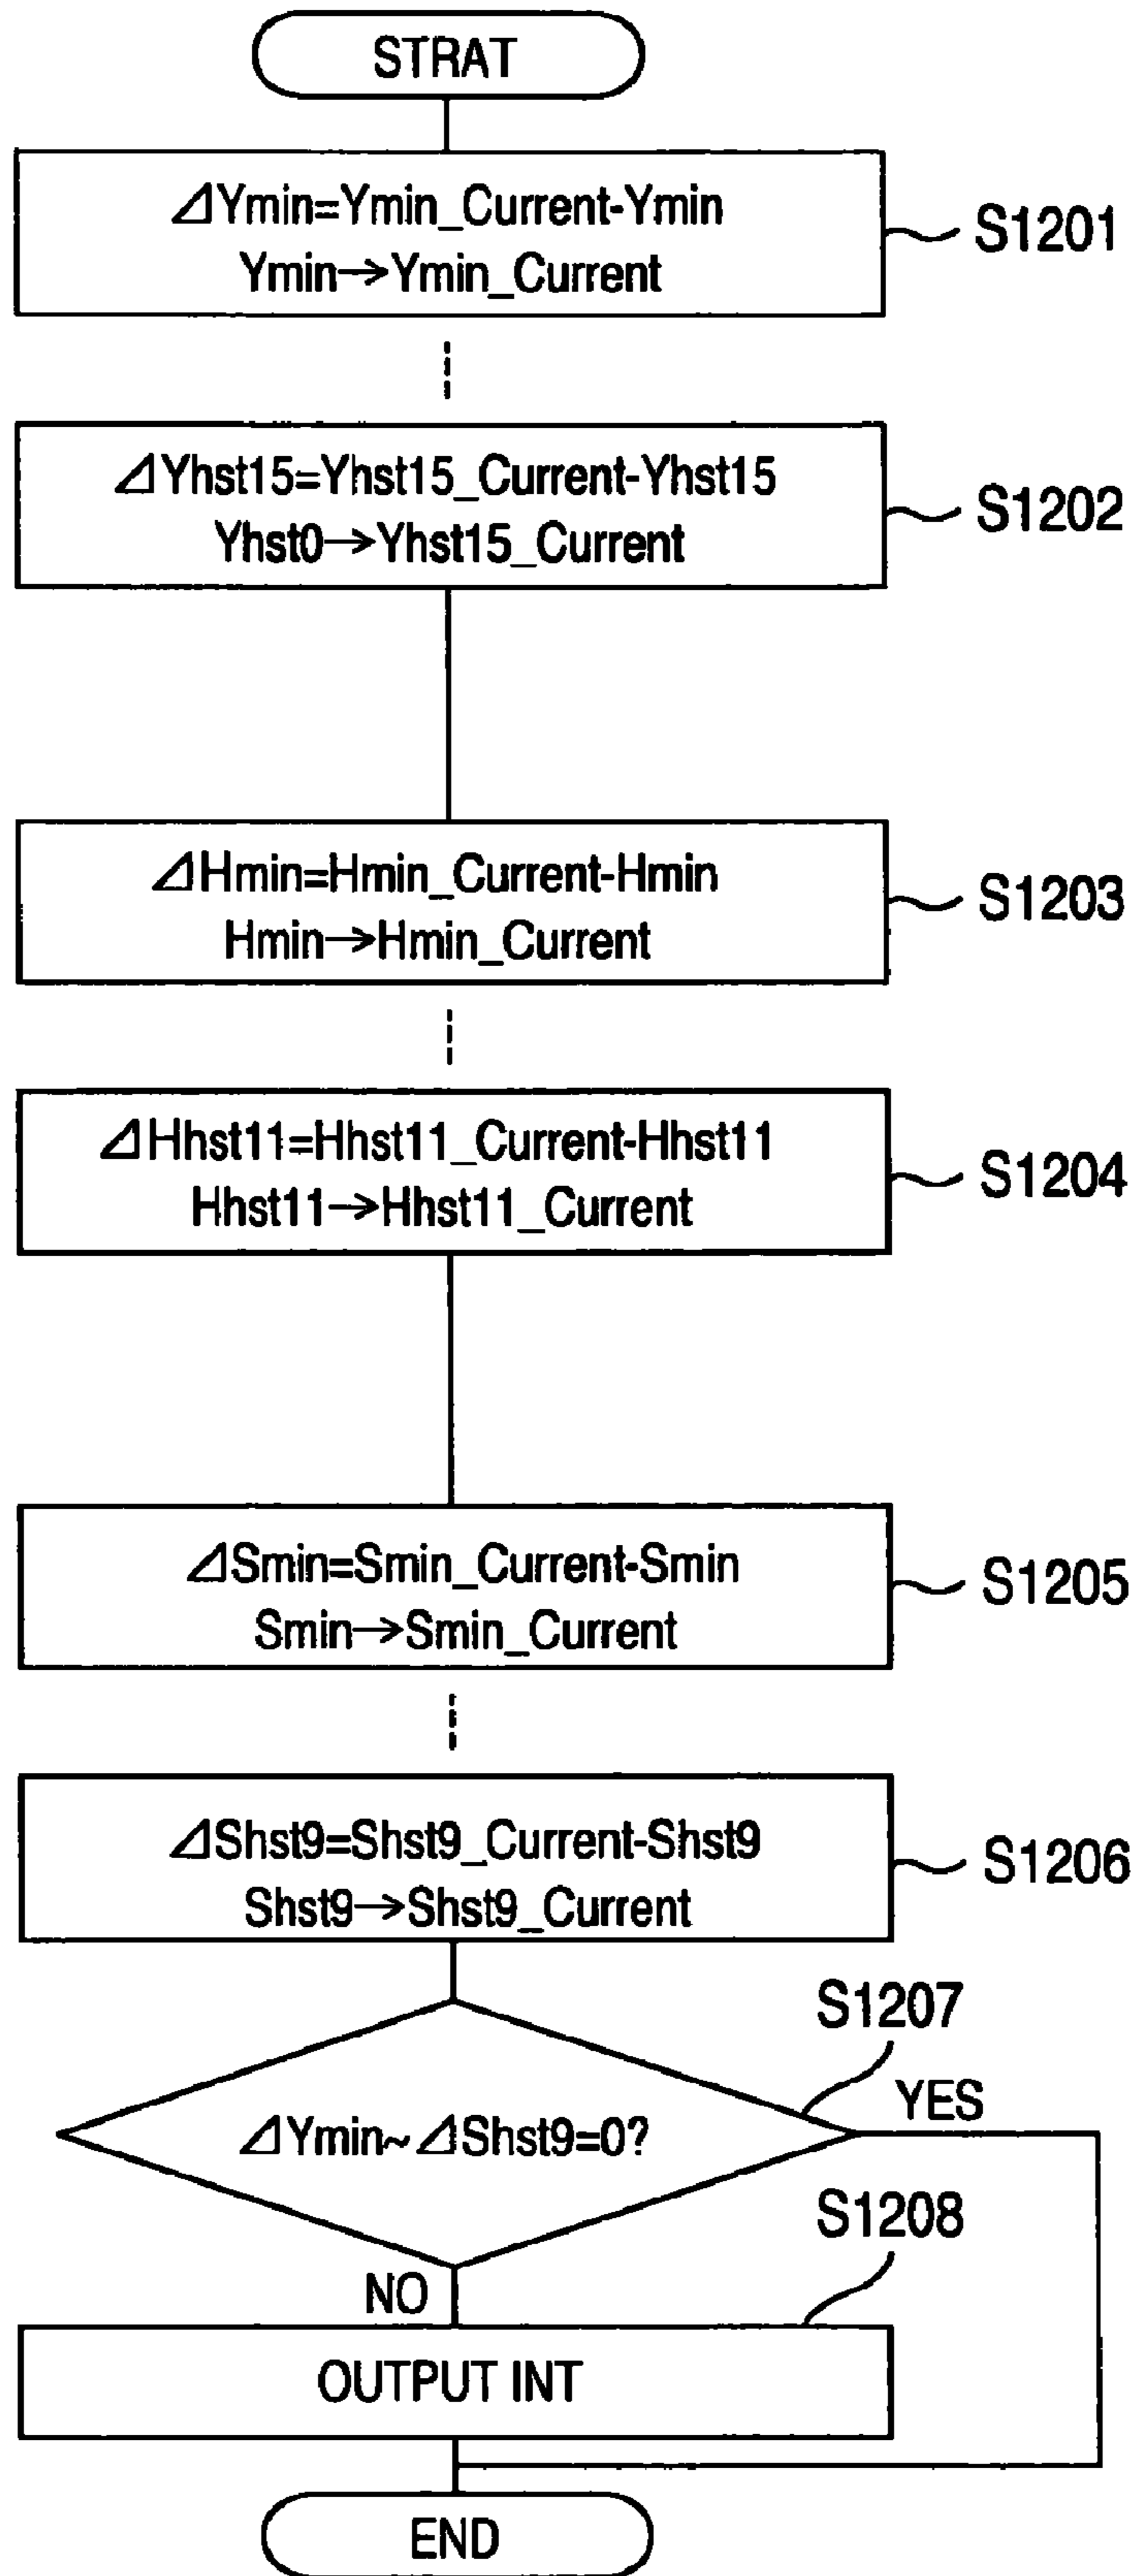 STRAT
⊿Ymin=Ymin_Current-Ymin
Ymin→Ymin_Current
S1201
⊿Yhst15=Yhst15_Current-Yhst15
Yhst0→Yhst15_Current
S1202
⊿Hmin=Hmin_Current-Hmin
Hmin→Hmin_Current
S1203
⊿Hhst11=Hhst11_Current-Hhst11
Hhst11→Hhst11_Current
S1204
⊿Smin=Smin_Current-Smin
Smin→Smin_Current
S1205
⊿Shst9=Shst9_Current-Shst9
Shst9→Shst9_Current
S1206
S1207
YES
⊿Ymin~⊿Shst9=0?
S1208
NO
OUTPUT INT
END